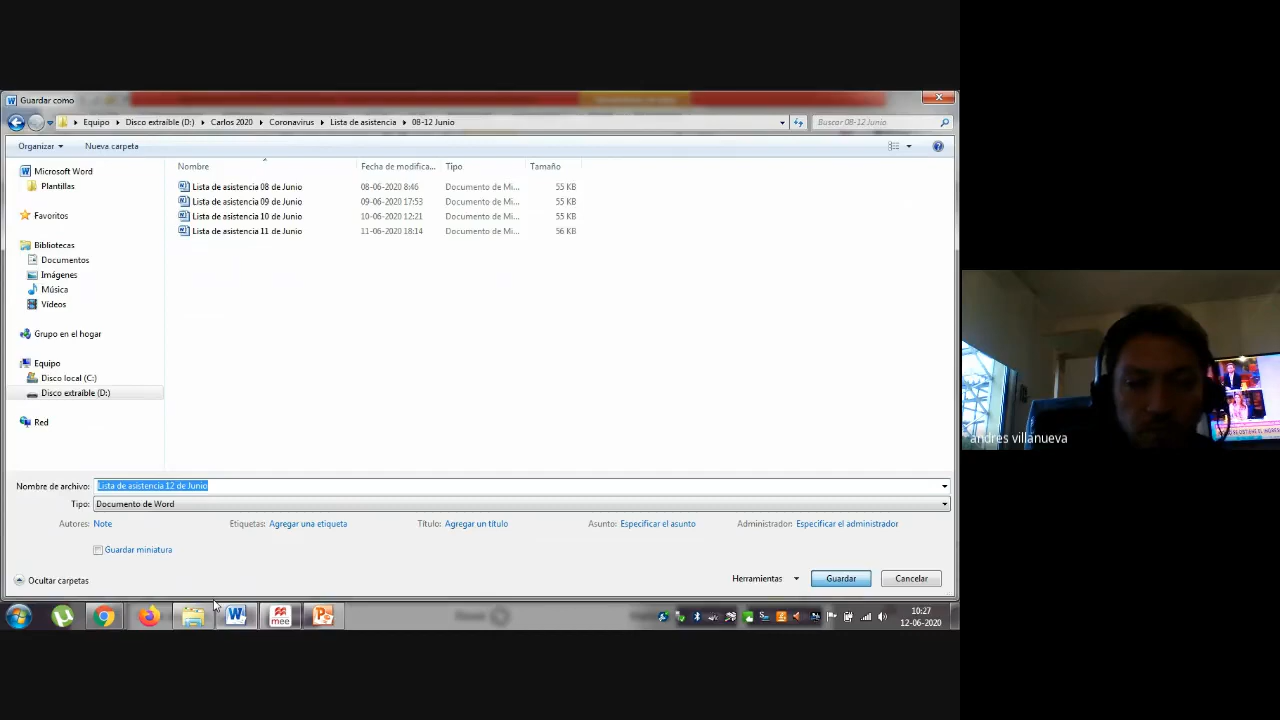 Guardar como
Equipo
Disco extraíble (D:)
Carlos 2020
Coronavirus
Lista de asistencia
08-12 Junio
Buscar 08-12 Junio
Organizar
Nueva carpeta
Microsoft Word
Plantillas
Favoritos
Bibliotecas
Documentos
Imágenes
Música
Vídeos
Grupo en el hogar
Equipo
Disco local (C:)
Disco extraíble (D:)
Red
Nombre Fecha de modifica... Tipo Tamaño
Lista de asistencia 08 de Junio 08-06-2020 8:46 Documento de Mi... 55 KB
Lista de asistencia 09 de Junio 09-06-2020 17:53 Documento de Mi... 55 KB
Lista de asistencia 10 de Junio 10-06-2020 12:21 Documento de Mi... 55 KB
Lista de asistencia 11 de Junio 11-06-2020 18:14 Documento de Mi... 56 KB
Nombre de archivo: Lista de asistencia 12 de Junio
Tipo: Documento de Word
Autores: Note Etiquetas: Agregar una etiqueta Título: Agregar un título Asunto: Especificar el asunto Administrador: Especificar el administrador
Guardar miniatura
Ocultar carpetas
Herramientas Guardar Cancelar
mee
10:27
12-06-2020
andres villanueva